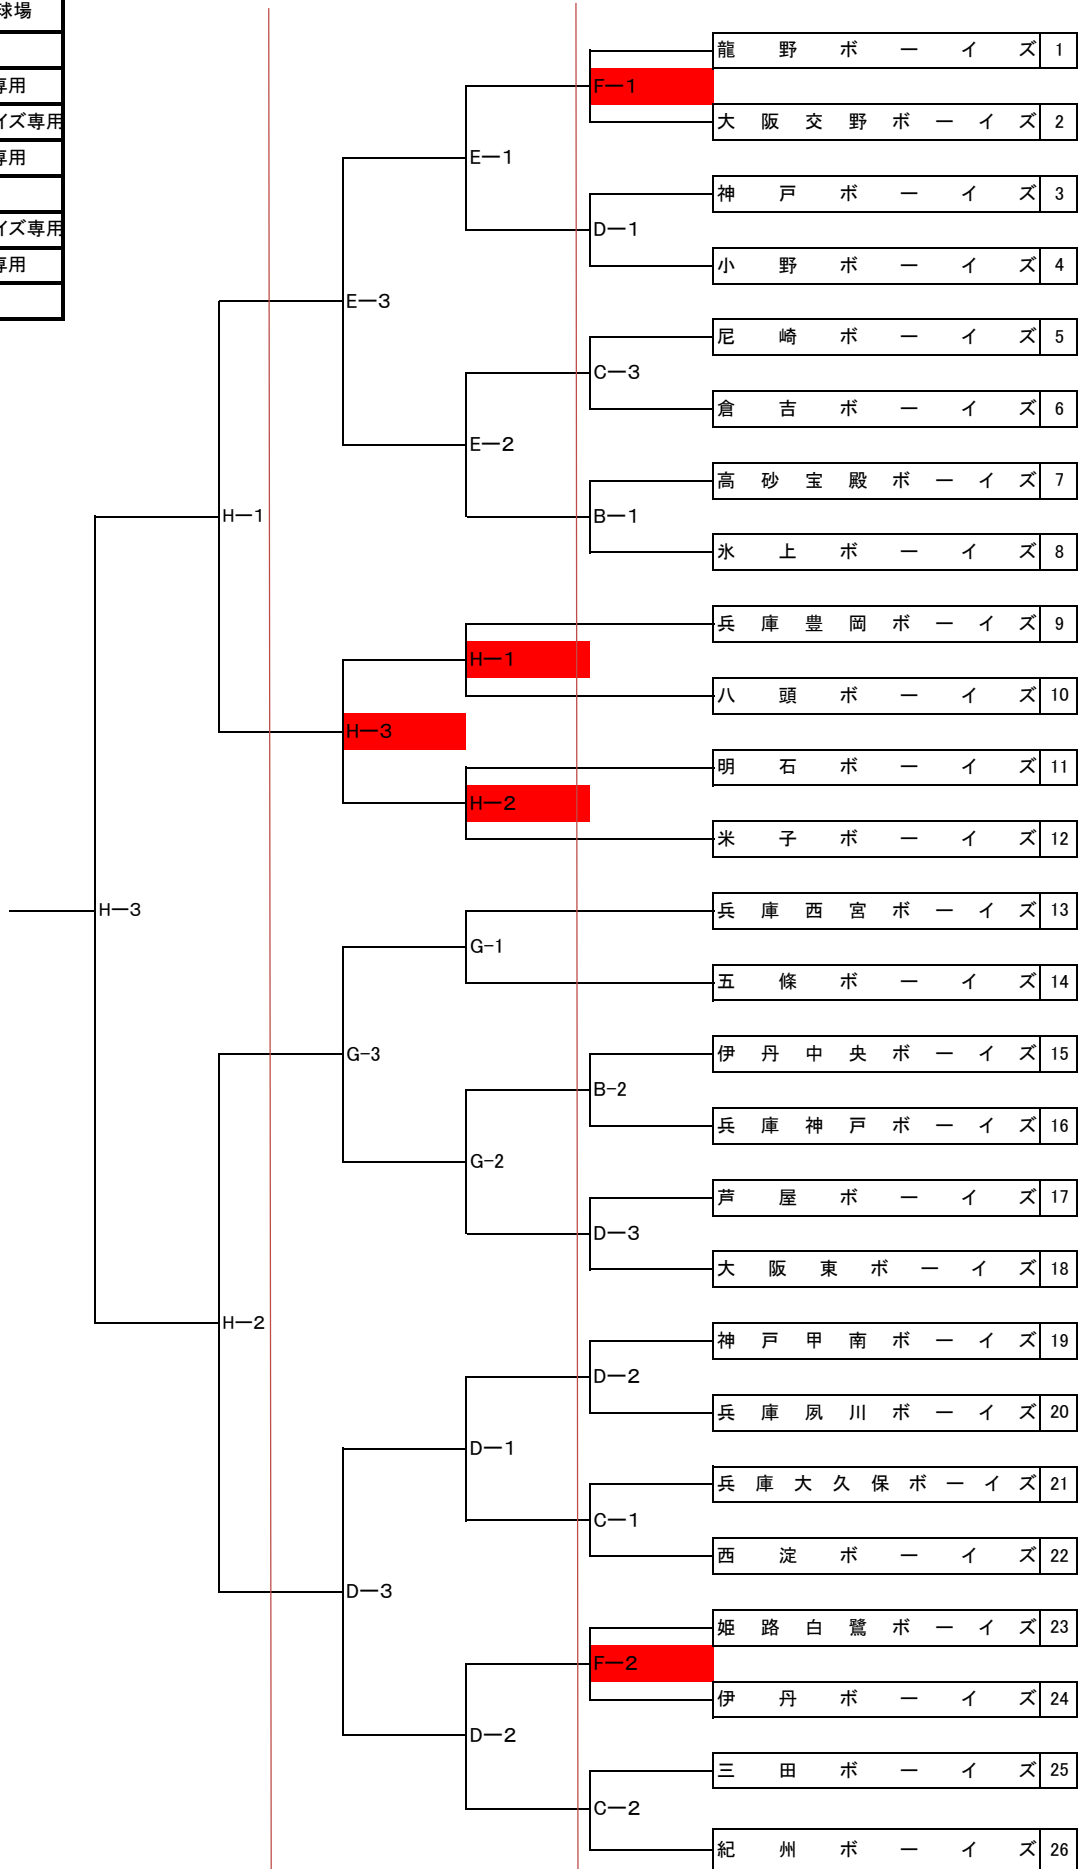 球場
専用
イズ専用
専用
イズ専用
専用
龍野ボーイズ 1
F－1
大阪交野ボーイズ 2
E－1
神戸ボーイズ 3
D－1
小野ボーイズ 4
E－3
尼崎ボーイズ 5
C－3
倉吉ボーイズ 6
E－2
高砂宝殿ボーイズ 7
H－1
B－1
氷上ボーイズ 8
兵庫豊岡ボーイズ 9
H－1
八頭ボーイズ 10
H－3
明石ボーイズ 11
H－2
米子ボーイズ 12
H－3
兵庫西宮ボーイズ 13
G-1
五條ボーイズ 14
G-3
伊丹中央ボーイズ 15
B-2
兵庫神戸ボーイズ 16
G-2
芦屋ボーイズ 17
D－3
大阪東ボーイズ 18
H－2
神戸甲南ボーイズ 19
D－2
兵庫夙川ボーイズ 20
D－1
兵庫大久保ボーイズ 21
C－1
西淀ボーイズ 22
D－3
姫路白鷺ボーイズ 23
F－2
伊丹ボーイズ 24
D－2
三田ボーイズ 25
C－2
紀州ボーイズ 26